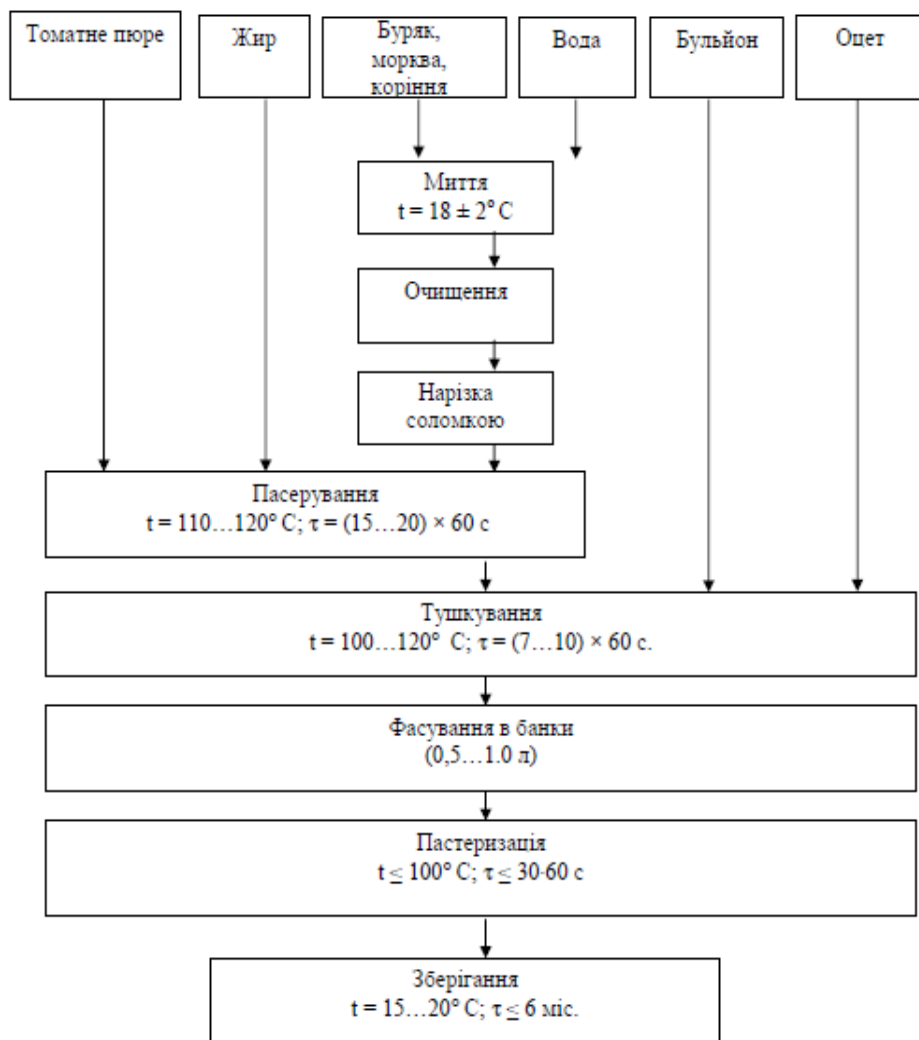 Томатне пюре
Жир
Буряк,
морква,
коріння
Вода
Бульйон
Оцет
Миття
t = 18 ± 2° С
Очищення
Нарізка
соломкою
Пасерування
t = 110…120° С; τ = (15…20) × 60 с
Тушкування
t = 100…120° С; τ = (7…10) × 60 с.
Фасування в банки
(0,5…1.0 л)
Пастеризація
t ≤ 100° С; τ ≤ 30-60 с
Зберігання
t = 15…20° С; τ ≤ 6 міс.